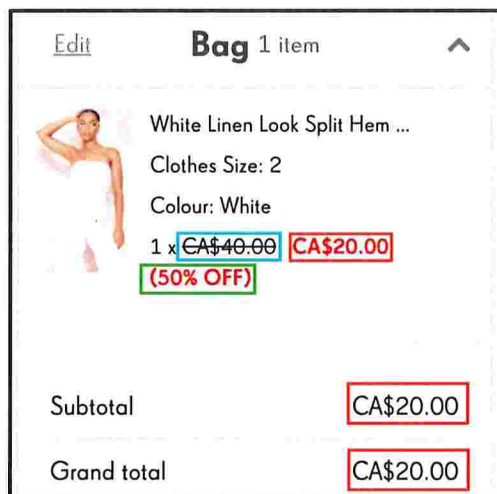 Edit Bag 1 item
White Linen Look Split Hem ...
Clothes Size: 2
Colour: White
1 x CA$40.00 CA$20.00
(50% OFF)
Subtotal CA$20.00
Grand total CA$20.00